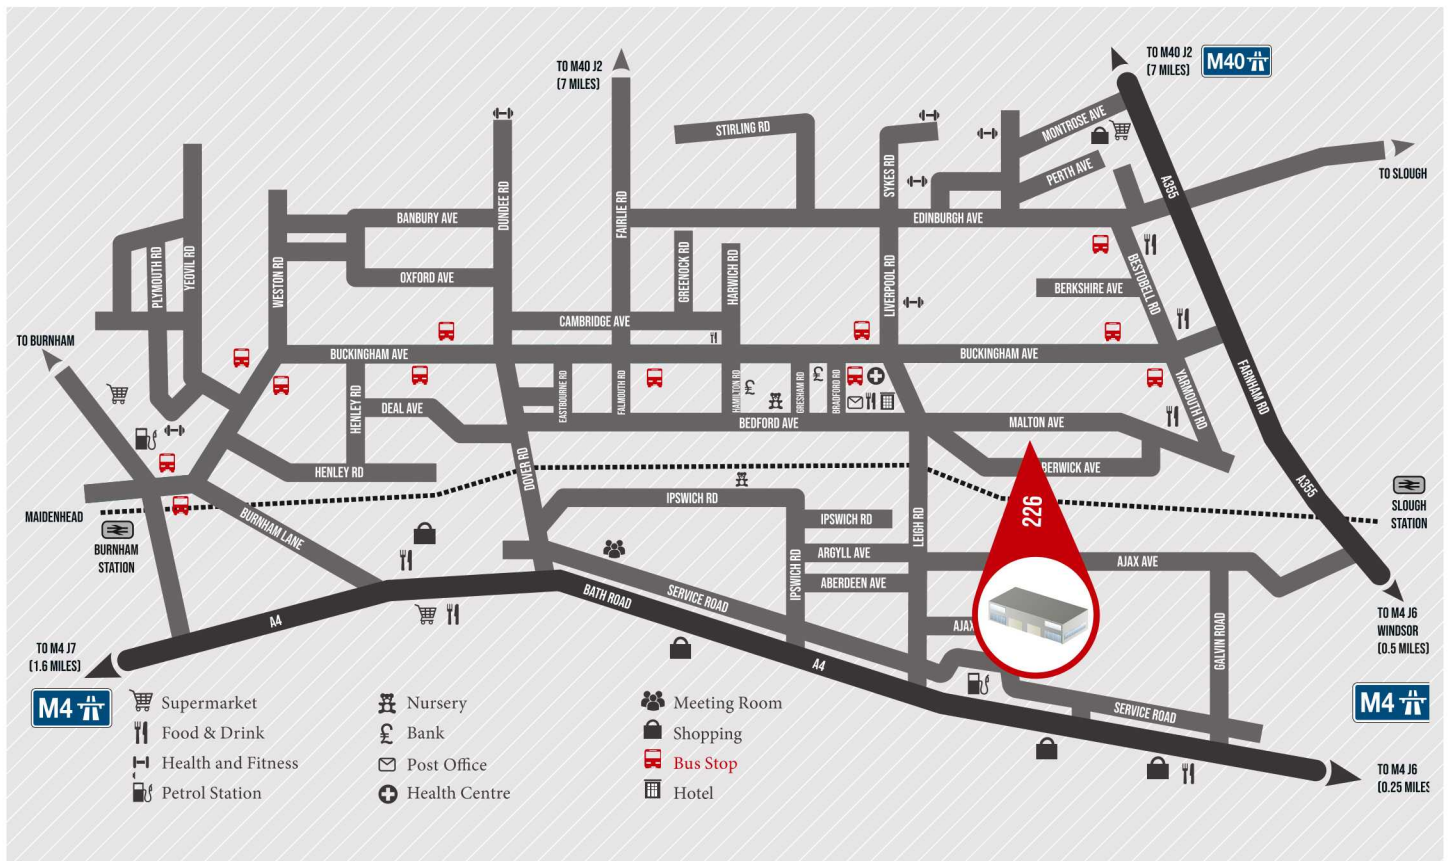 TO M40 J2
(7 MILES)
TO M40 J2
(7 MILES)
M40
MONTROSE AVE
STIRLING RD
PERTH AVE
SYKES RD
A355
TO SLOUGH
DUNDEE RD
FAIRLIE RD
BANBURY AVE
EDINBURGH AVE
PLYMOUTH RD
YEOVIL RD
WESTON RD
OXFORD AVE
GREENOCK RD
HARWICH RD
LIVERPOOL RD
BESTOBELL RD
BERKSHIRE AVE
CAMBRIDGE AVE
TO BURNHAM
BUCKINGHAM AVE
BUCKINGHAM AVE
FARNHAM RD
HENLEY RD
DEAL AVE
EASTBOURNE RD
FALMOUTH RD
HAMILTON RD
GRESHAM RD
BRADFORD RD
YARMOUTH RD
BEDFORD AVE
MALTON AVE
HENLEY RD
DOVER RD
BERWICK AVE
A355
MAIDENHEAD
BURNHAM
STATION
BURNHAM LANE
IPSWICH RD
IPSWICH RD
LEIGH RD
226
SLOUGH
STATION
IPSWICH RD
ARGYLL AVE
ABERDEEN AVE
AJAX AVE
BATH ROAD
SERVICE ROAD
A4
AJAX
GALVIN ROAD
TO M4 J6
WINDSOR
(0.5 MILES)
TO M4 J7
(1.6 MILES)
A4
M4
M4
SERVICE ROAD
TO M4 J6
(0.25 MILES
Supermarket
Food & Drink
Health and Fitness
Petrol Station
Nursery
Bank
Post Office
Health Centre
Meeting Room
Shopping
Bus Stop
Hotel